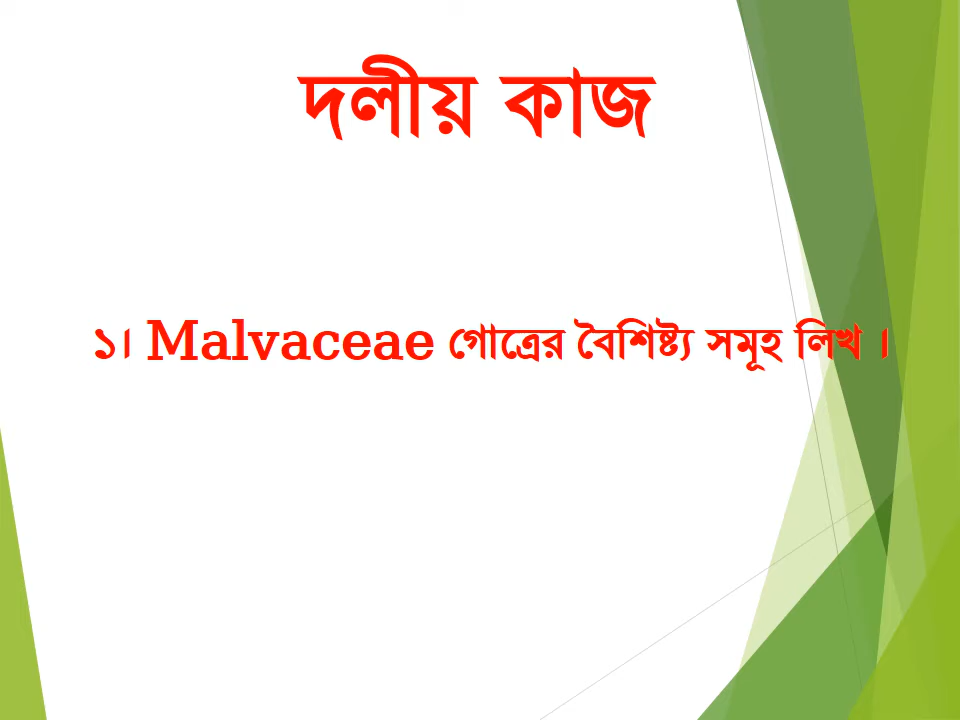 দলীয় কাজ
১। Malvaceae গোত্রের বৈশিষ্ট্য সমূহ লিখ ।